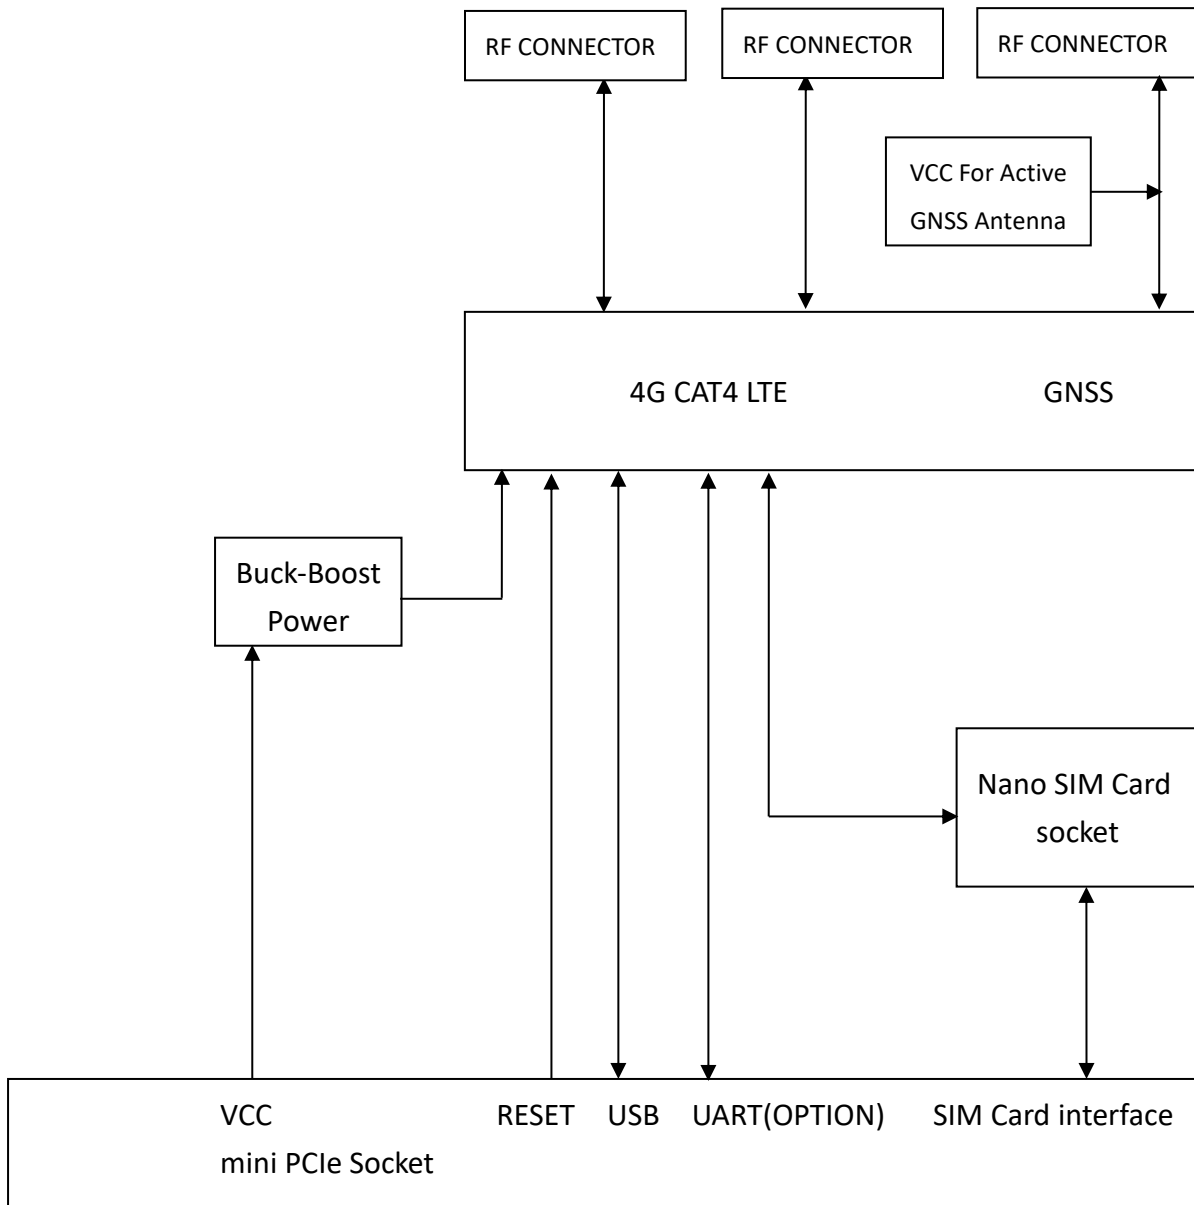 RF CONNECTOR
RF CONNECTOR
RF CONNECTOR
VCC For Active
GNSS Antenna
4G CAT4 LTE
GNSS
Buck-Boost
Power
Nano SIM Card
socket
VCC
RESET
USB
UART(OPTION)
SIM Card interface
mini PCIe Socket